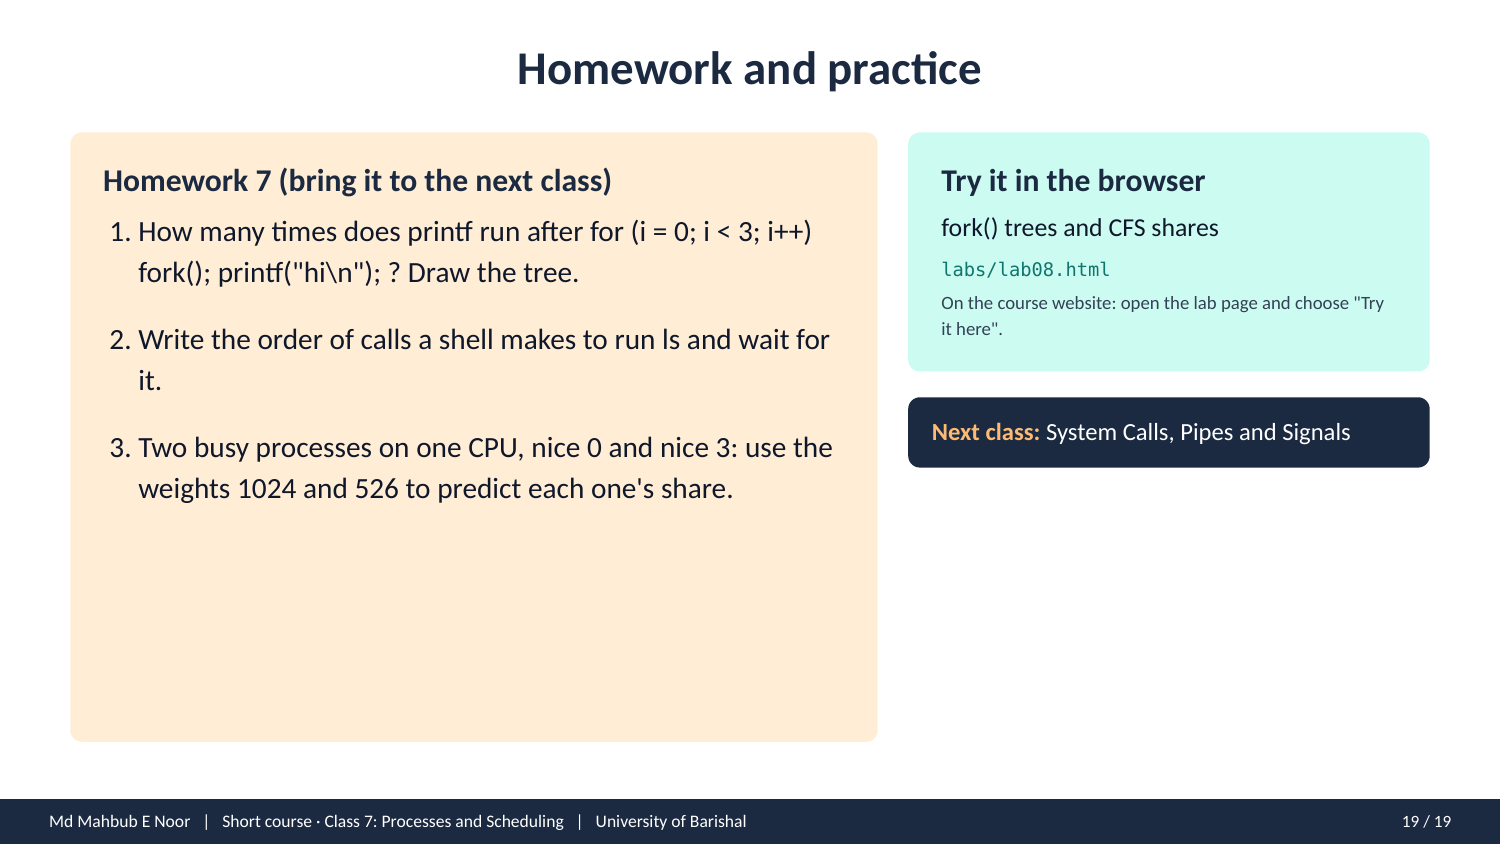 Homework and practice
Homework 7 (bring it to the next class)
1. How many times does printf run after for (i = 0; i < 3; i++)
fork(); printf("hi\n"); ? Draw the tree.
2. Write the order of calls a shell makes to run ls and wait for
it.
3. Two busy processes on one CPU, nice 0 and nice 3: use the
weights 1024 and 526 to predict each one's share.
Try it in the browser
fork() trees and CFS shares
labs/lab08.html
On the course website: open the lab page and choose "Try
it here".
Next class: System Calls, Pipes and Signals
Md Mahbub E Noor | Short course · Class 7: Processes and Scheduling | University of Barishal
19 / 19